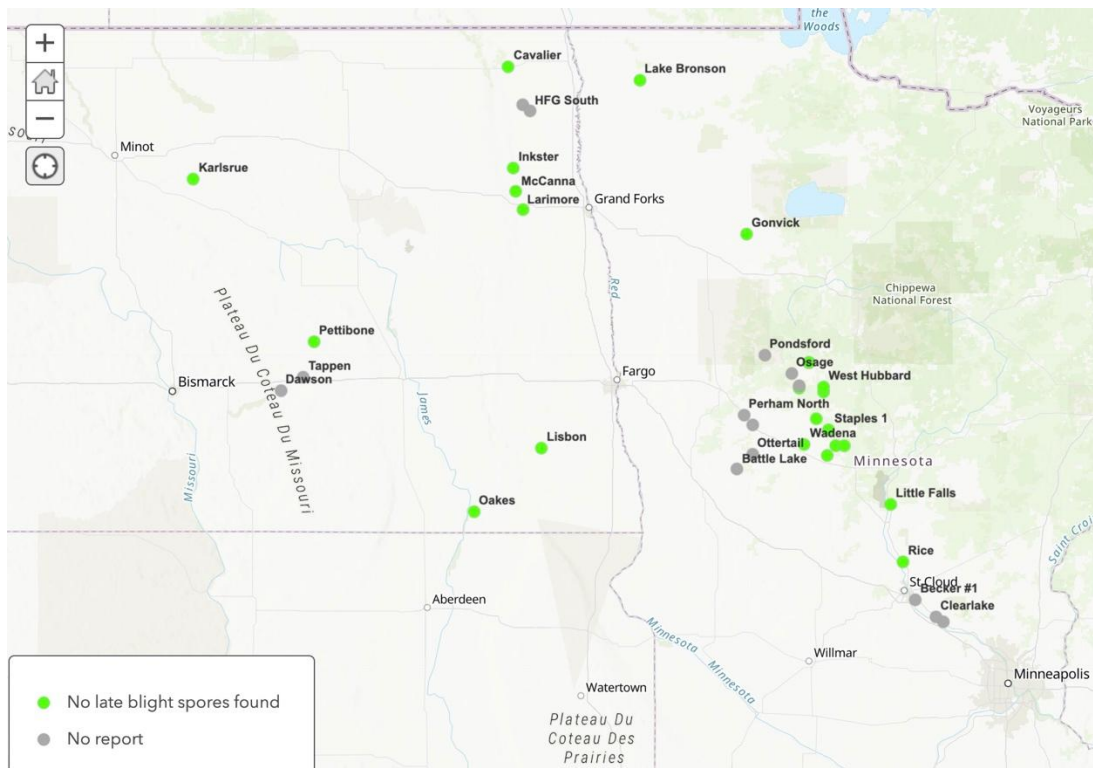 the
Woods
Cavalier
Lake Bronson
HFG South
Voyageurs
National Park
Minot
Karlsrue
Inkster
McCanna
Larimore
Grand Forks
Gonvick
Red
Chippewa
National Forest
Plateau Du Coteau Du Missouri
Pettibone
Tappen
Dawson
Bismarck
James
Missouri
Fargo
Pondsford
Osage
West Hubbard
Perham North
Staples 1
Wadena
Ottertail
Battle Lake
Minnesota
Lisbon
Oakes
Little Falls
Rice
St Cloud
Becker #1
Clearlake
Saint Croi
Aberdeen
Minnesota
Minnesota
Willmar
Minneapolis
Watertown
Plateau Du
Coteau Des
Prairies
No late blight spores found
No report